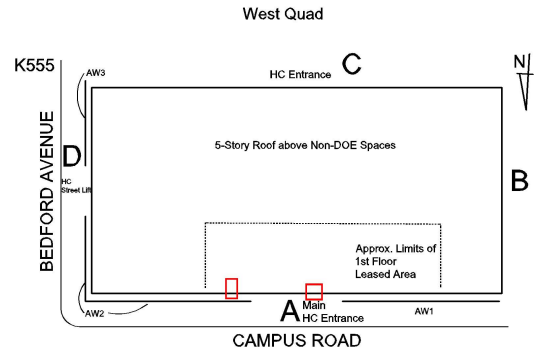 West Quad
K555
AW3
HC Entrance
C
N
5-Story Roof above Non-DOE Spaces
BEDFORD AVENUE
D
HC
Street Lift
B
Approx. Limits of
1st Floor
Leased Area
A
Main
HC Entrance
AW2
AW1
CAMPUS ROAD